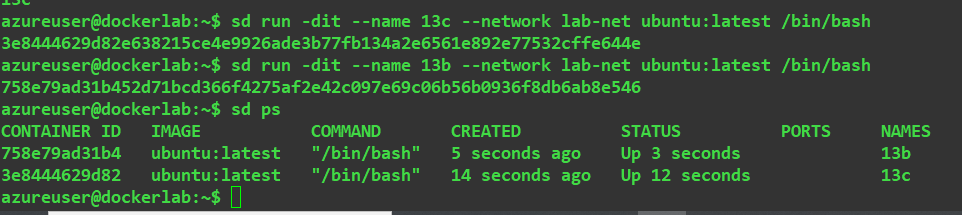 13c
azureuser@dockerlab:~$ sd run -dit --name 13c --network lab-net ubuntu:latest /bin/bash
3e8444629d82e638215ce4e9926ade3b77fb134a2e6561e892e77532cffe644e
azureuser@dockerlab:~$ sd run -dit --name 13b --network lab-net ubuntu:latest /bin/bash
758e79ad31b452d71bcd366f4275af2e42c097e69c06b56b0936f8db6ab8e546
azureuser@dockerlab:~$ sd ps
CONTAINER ID   IMAGE           COMMAND       CREATED          STATUS          PORTS     NAMES
758e79ad31b4   ubuntu:latest   "/bin/bash"   5 seconds ago    Up 3 seconds              13b
3e8444629d82   ubuntu:latest   "/bin/bash"   14 seconds ago   Up 12 seconds             13c
azureuser@dockerlab:~$